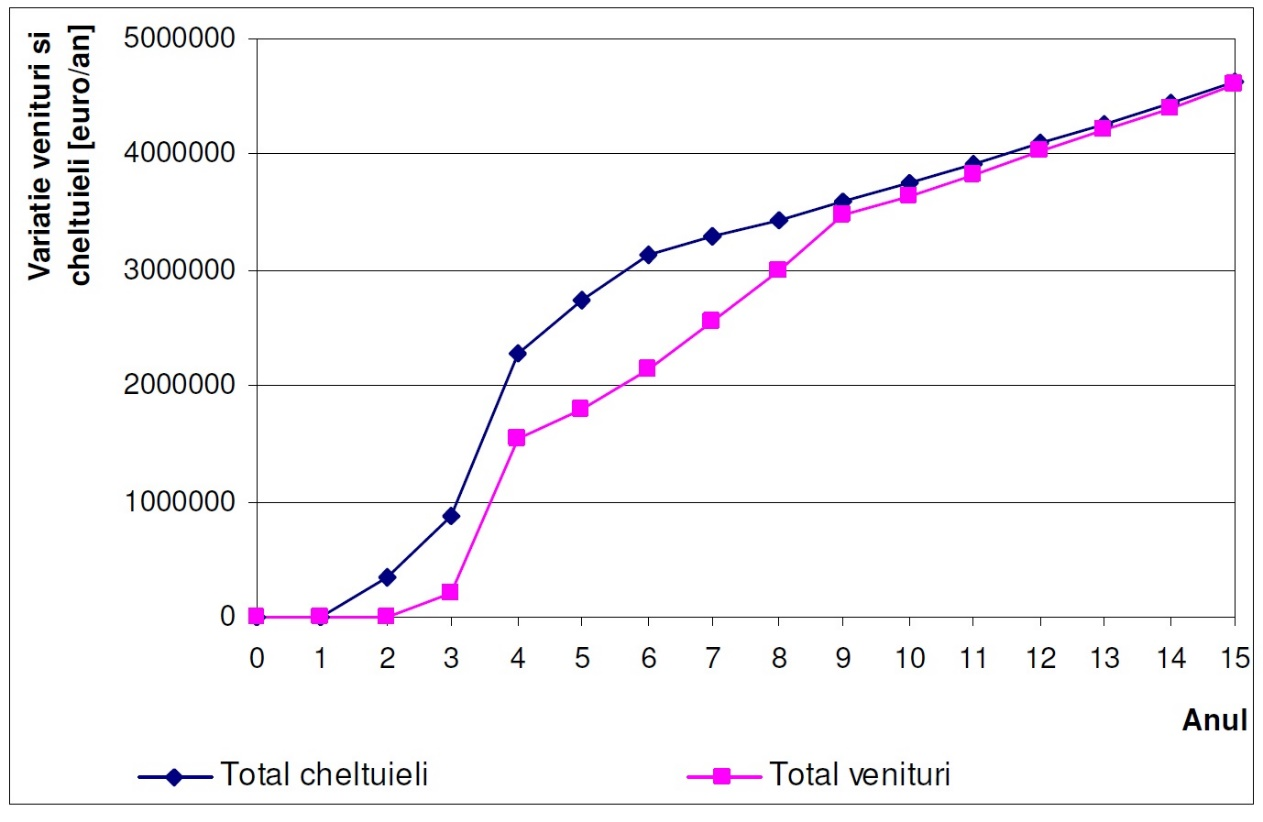 Variatie venituri si
cheltuieli [euro/an]
5000000
4000000
3000000
2000000
1000000
0
0 1 2 3 4 5 6 7 8 9 10 11 12 13 14 15
Anul
Total cheltuieli Total venituri